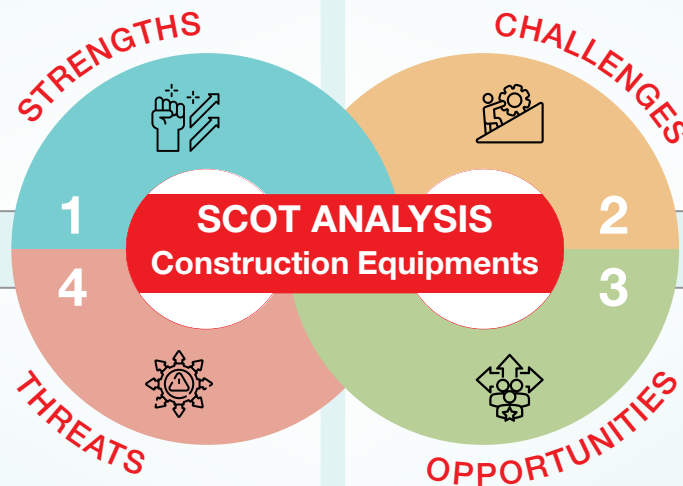 STRENGTHS
CHALLENGES
1
2
SCOT ANALYSIS
Construction Equipments
4
3
THREATS
OPPORTUNITIES